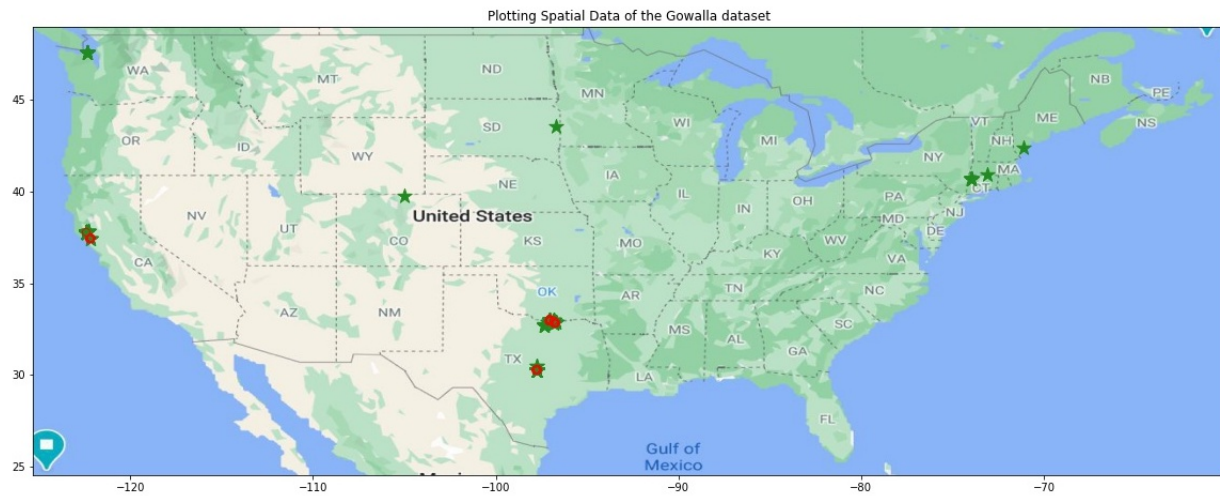 Plotting Spatial Data of the Gowalla dataset
45
40
35
30
25
WA
MT
ND
MN
OR
ID
SD
WI
MI
VT
NH
ME
NB
PE
NS
WY
NE
IA
NY
MA
CT
NV
UT
CO
United States
KS
IL
IN
OH
PA
NJ
MD
DE
CA
MO
KY
WV
VA
AZ
NM
OK
AR
TN
NC
TX
MS
AL
GA
SC
LA
FL
Gulf of
Mexico
−120
−110
−100
−90
−80
−70